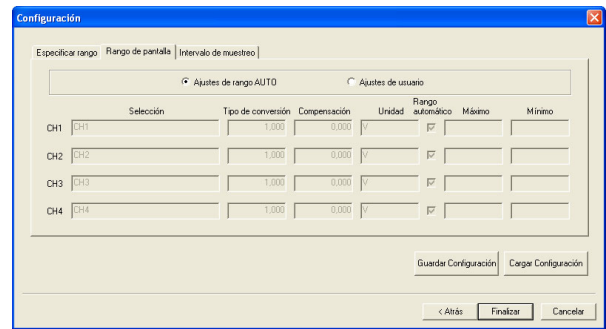 Configuración
Especificar rango Rango de pantalla Intervalo de muestreo
Ajustes de rango AUTO Ajustes de usuario
Selección Tipo de conversión Compensación Unidad Rango automático Máximo Mínimo
CH1 CH1 1,000 0,000 V
CH2 CH2 1,000 0,000 V
CH3 CH3 1,000 0,000 V
CH4 CH4 1,000 0,000 V
Guardar Configuración Cargar Configuración
< Atrás Finalizar Cancelar